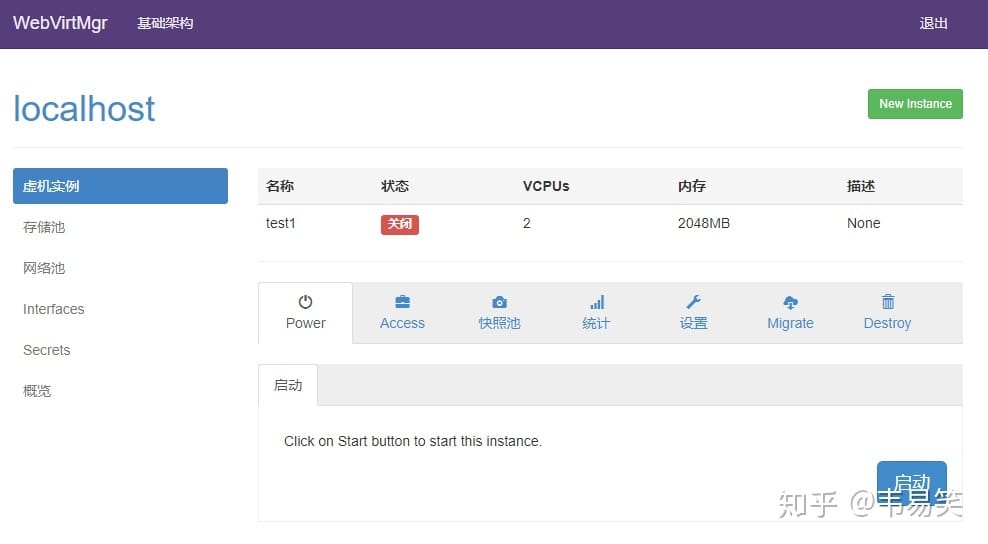 WebVirtMgr 基础架构 退出
localhost New Instance
虚机实例
存储池
网络池
Interfaces
Secrets
概览
名称 状态 VCPUs 内存 描述
test1 关闭 2 2048MB None
Power Access 快照池 统计 设置 Migrate Destroy
启动
Click on Start button to start this instance.
启动
知乎 @韦易笑